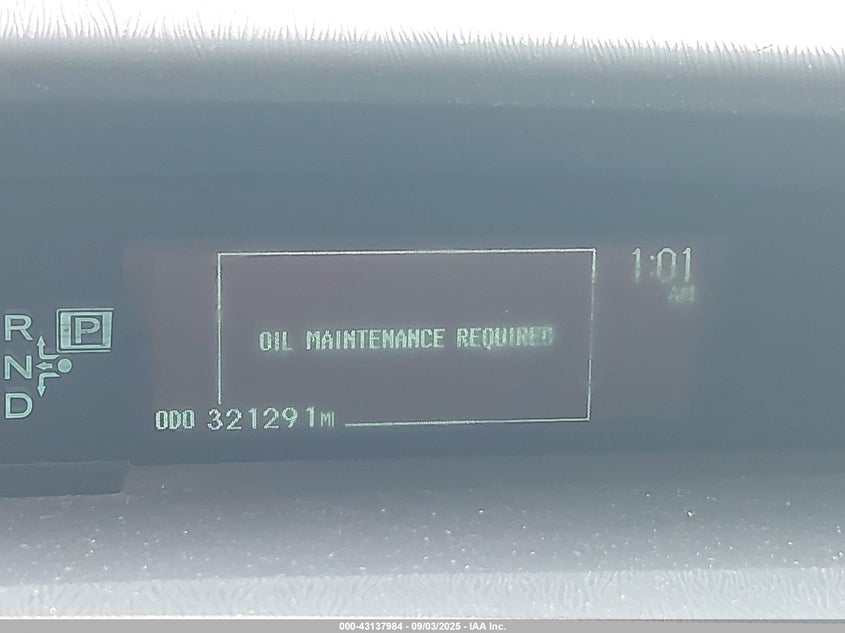 1:01
AM
OIL MAINTENANCE REQUIRED
R P
N
D
ODO 321291MI
000-43137984 - 09/03/2025 - IAA Inc.